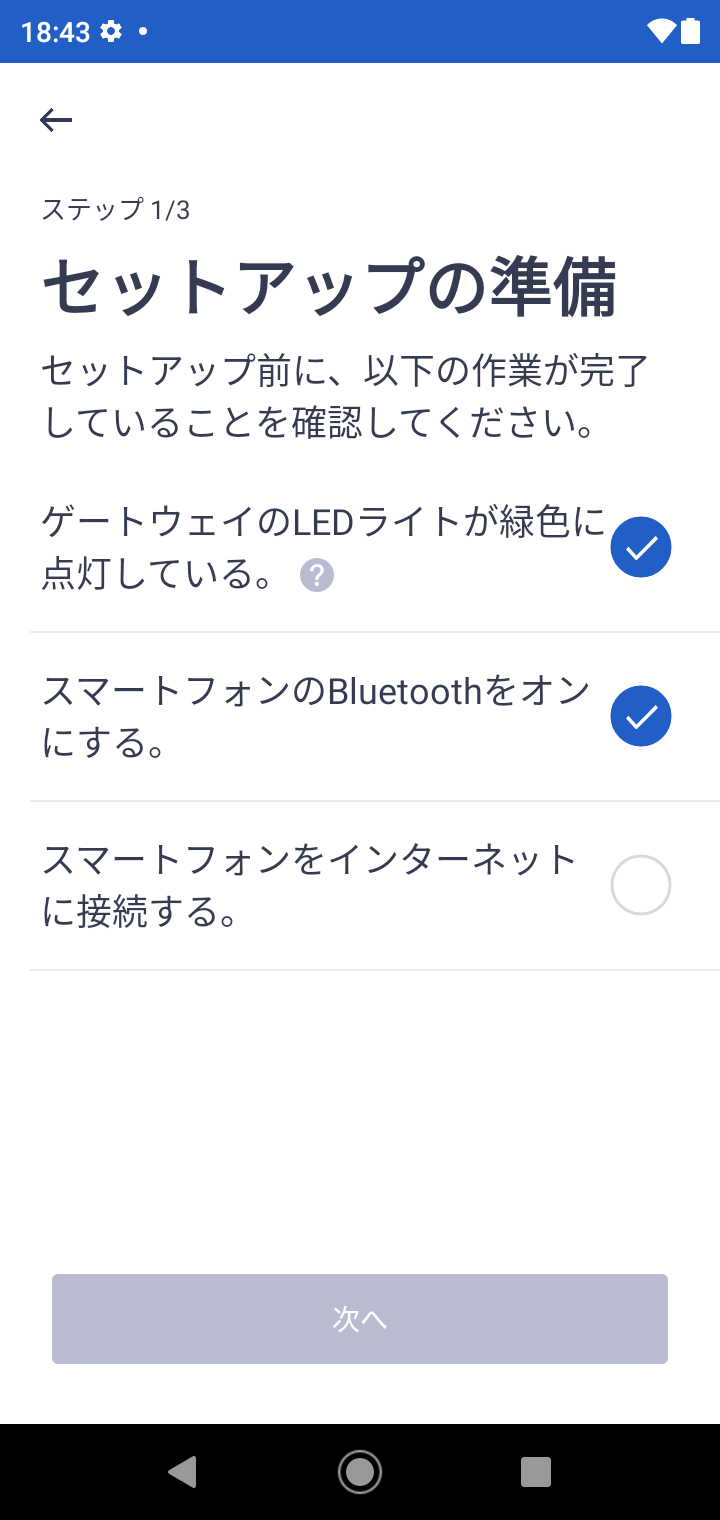 18:43
ステップ 1/3
セットアップの準備
セットアップ前に、以下の作業が完了
していることを確認してください。
ゲートウェイのLEDライトが緑色に
点灯している。 ?
スマートフォンのBluetoothをオン
にする。
スマートフォンをインターネット
に接続する。
次へ